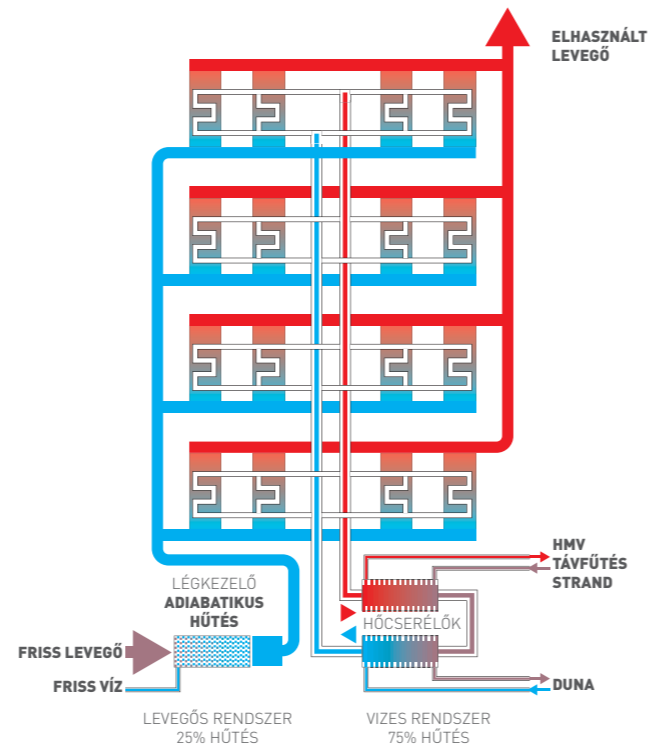 ELHASZNÁLT
LEVEGŐ
HMV
TÁVFŰTÉS
STRAND
LÉGKEZELŐ
ADIABATIKUS
HŰTÉS
HŐCSERÉLŐK
FRISS LEVEGŐ
FRISS VÍZ
DUNA
LEVEGŐS RENDSZER
25% HŰTÉS
VIZES RENDSZER
75% HŰTÉS